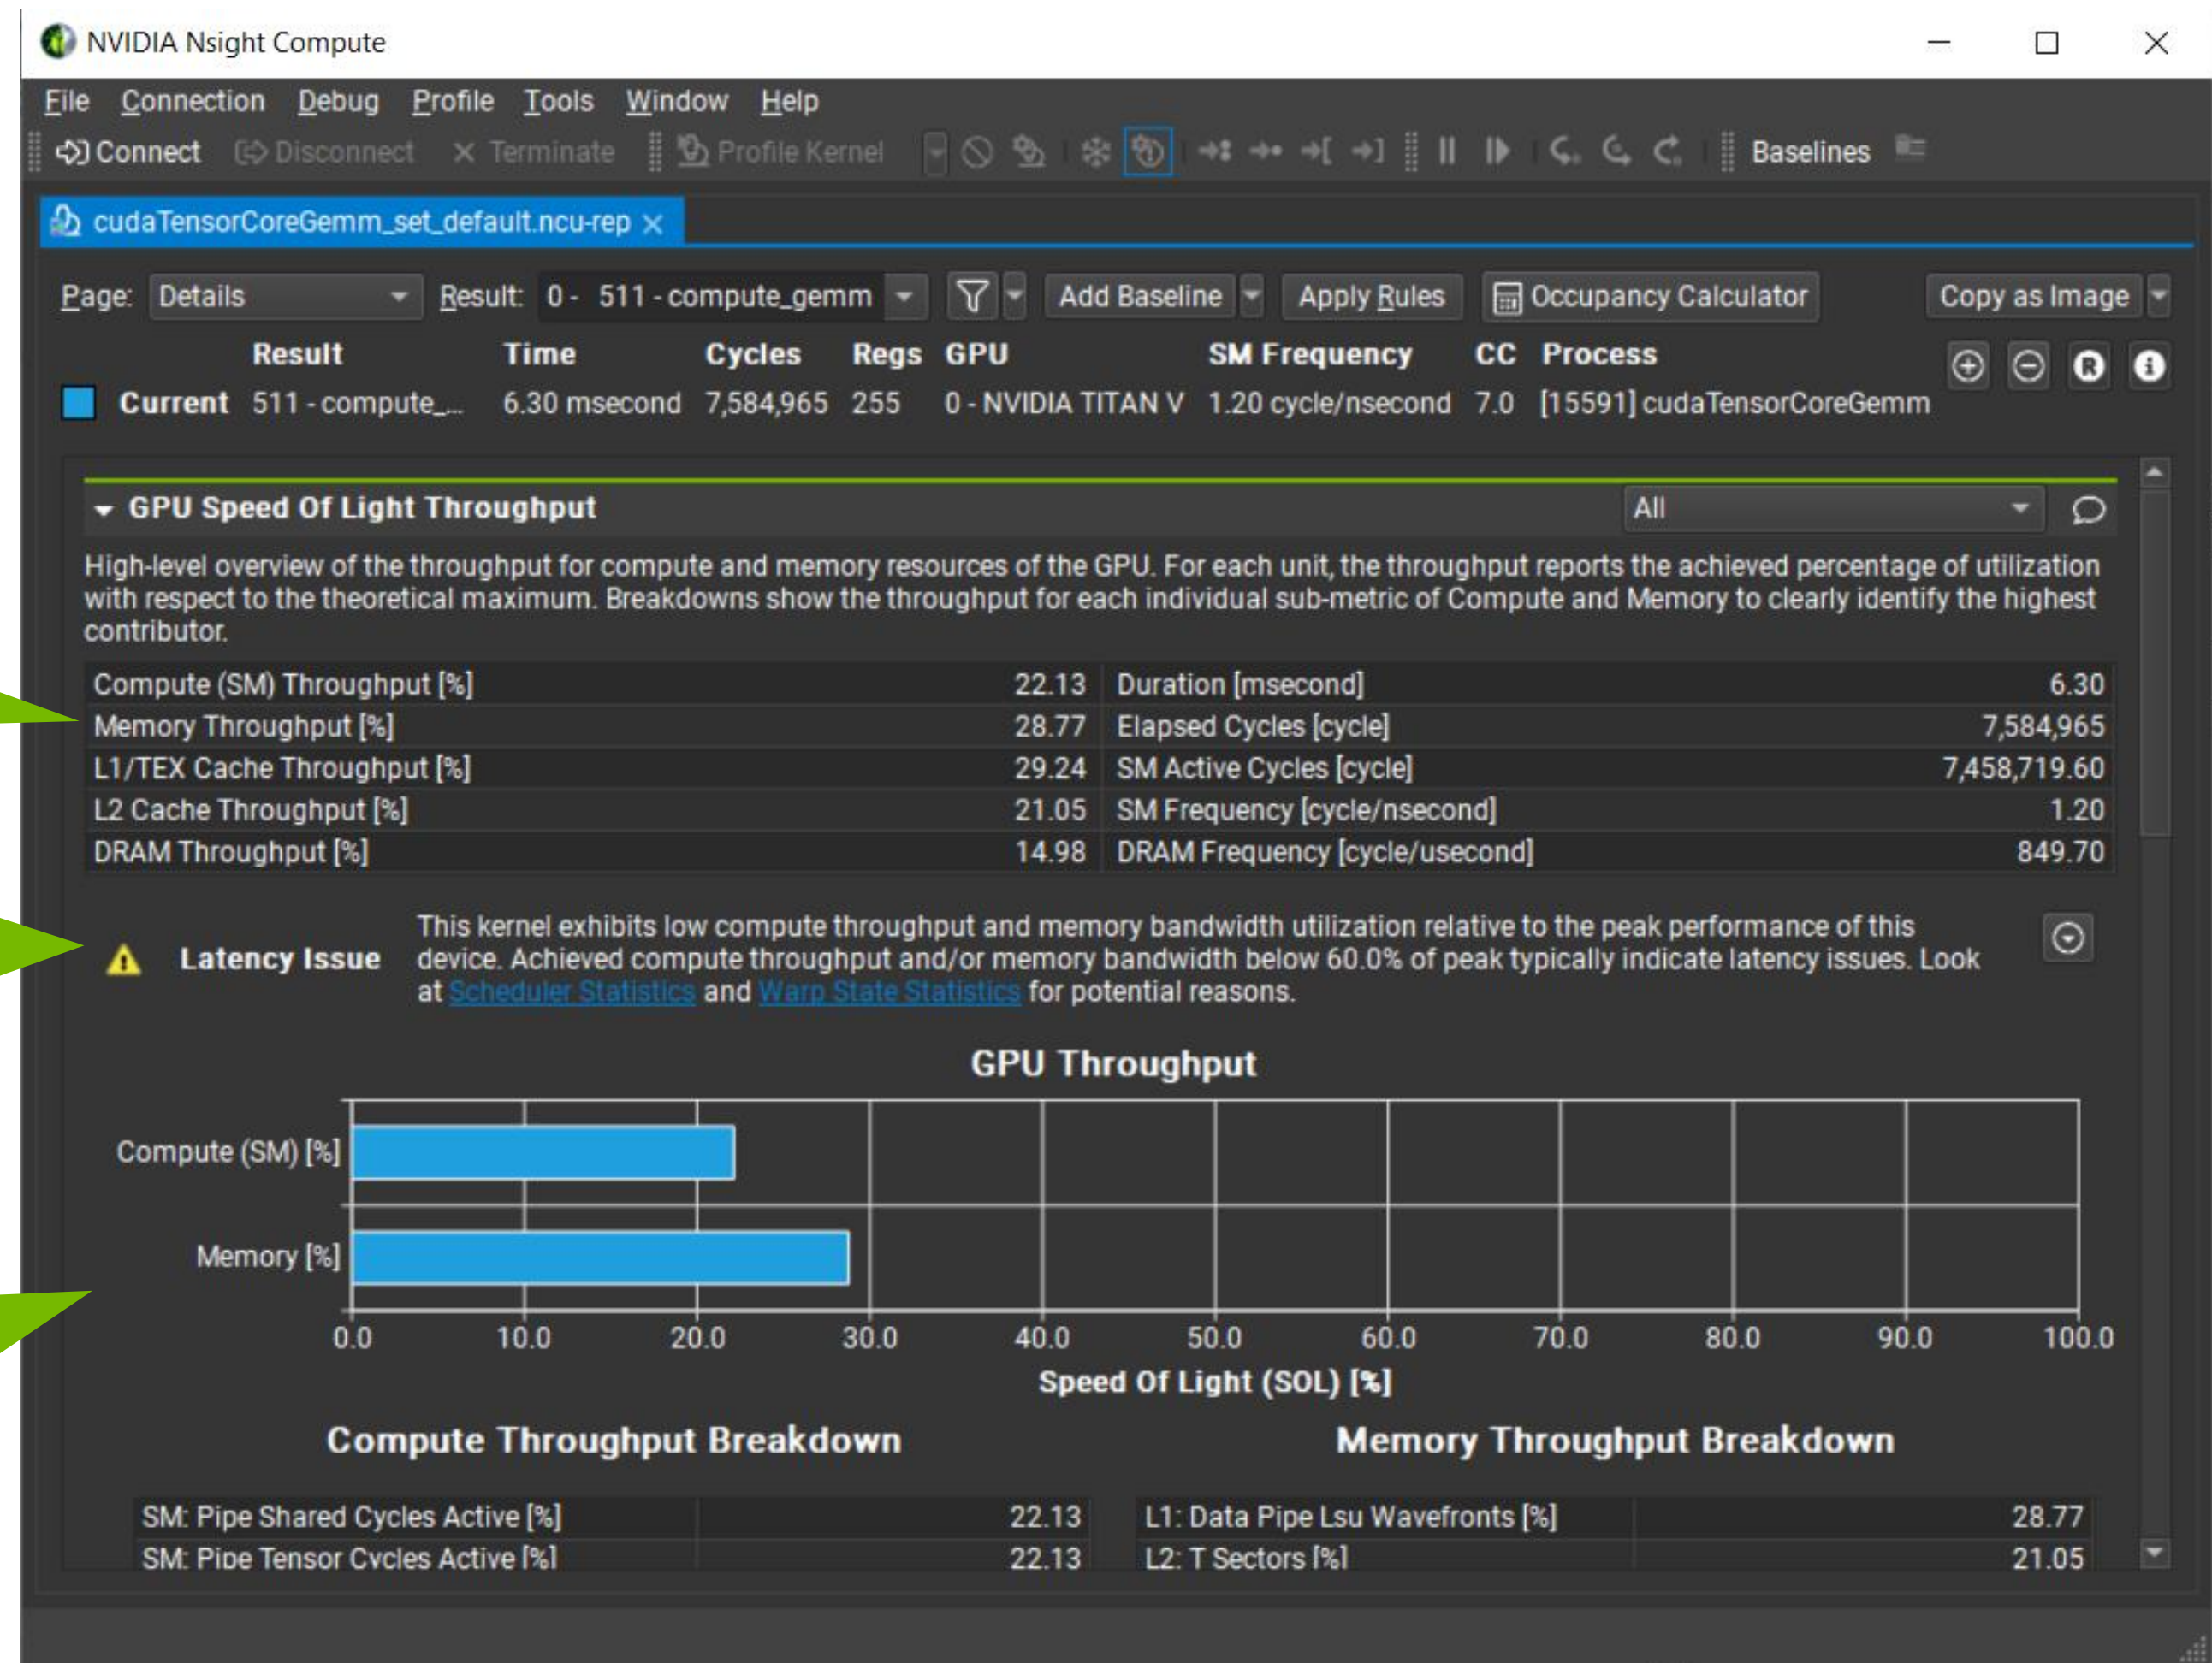 NVIDIA Nsight Compute
File Connection Debug Profile Tools Window Help
Connect Disconnect Terminate Profile Kernel Baselines
cudaTensorCoreGemm_set_default.ncu-rep
Page: Details Result: 0 - 511 - compute_gemm Add Baseline Apply Rules Occupancy Calculator Copy as Image
Result Time Cycles Regs GPU SM Frequency CC Process
Current 511 - compute_... 6.30 msecond 7,584,965 255 0 - NVIDIA TITAN V 1.20 cycle/nsecond 7.0 [15591] cudaTensorCoreGemm
GPU Speed Of Light Throughput All
High-level overview of the throughput for compute and memory resources of the GPU. For each unit, the throughput reports the achieved percentage of utilization
with respect to the theoretical maximum. Breakdowns show the throughput for each individual sub-metric of Compute and Memory to clearly identify the highest
contributor.
Compute (SM) Throughput [%] 22.13 Duration [msecond] 6.30
Memory Throughput [%] 28.77 Elapsed Cycles [cycle] 7,584,965
L1/TEX Cache Throughput [%] 29.24 SM Active Cycles [cycle] 7,458,719.60
L2 Cache Throughput [%] 21.05 SM Frequency [cycle/nsecond] 1.20
DRAM Throughput [%] 14.98 DRAM Frequency [cycle/usecond] 849.70
This kernel exhibits low compute throughput and memory bandwidth utilization relative to the peak performance of this
Latency Issue device. Achieved compute throughput and/or memory bandwidth below 60.0% of peak typically indicate latency issues. Look
at Scheduler Statistics and Warp State Statistics for potential reasons.
GPU Throughput
Compute (SM) [%]
Memory [%]
0.0 10.0 20.0 30.0 40.0 50.0 60.0 70.0 80.0 90.0 100.0
Speed Of Light (SOL) [%]
Compute Throughput Breakdown Memory Throughput Breakdown
SM: Pipe Shared Cycles Active [%] 22.13 L1: Data Pipe Lsu Wavefronts [%] 28.77
SM: Pipe Tensor Cycles Active [%] 22.13 L2: T Sectors [%] 21.05